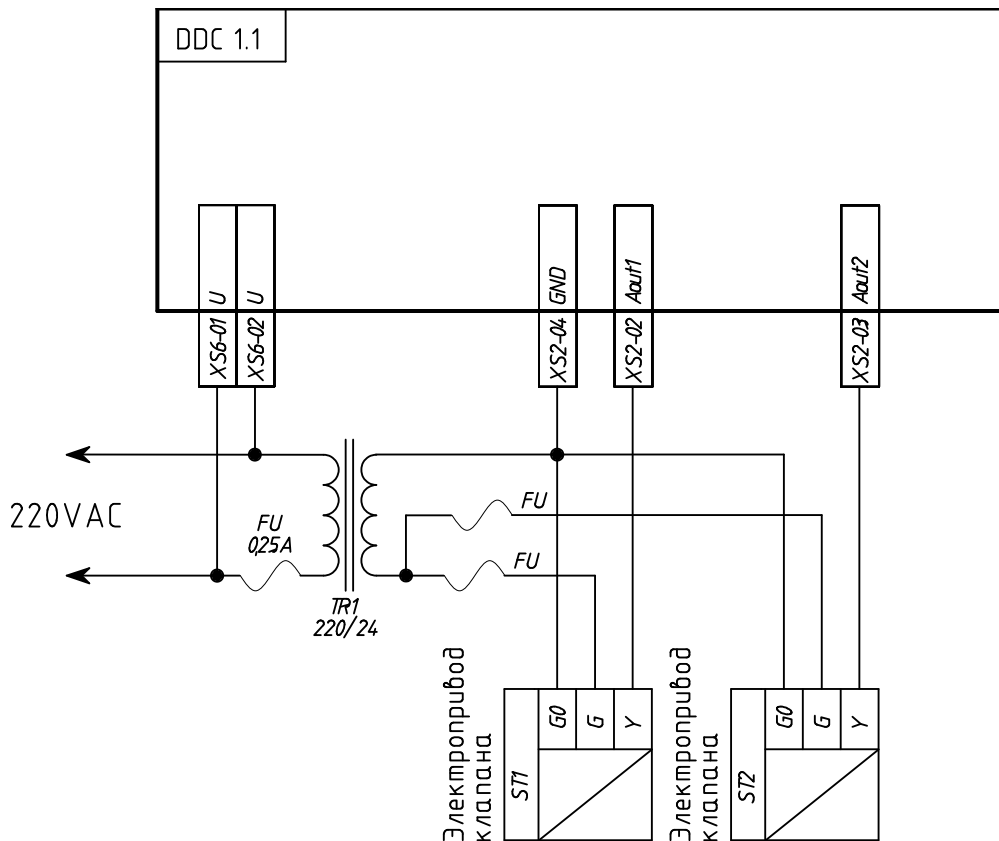 DDC 1.1
XS6-01 U
XS6-02 U
XS2-04 GND
XS2-02 Aout1
XS2-03 Aout2
220VAC
FU
0,25A
TR1
220/24
FU
FU
Электропривод
клапана
ST1
G0
G
Y
Электропривод
клапана
ST2
G0
G
Y